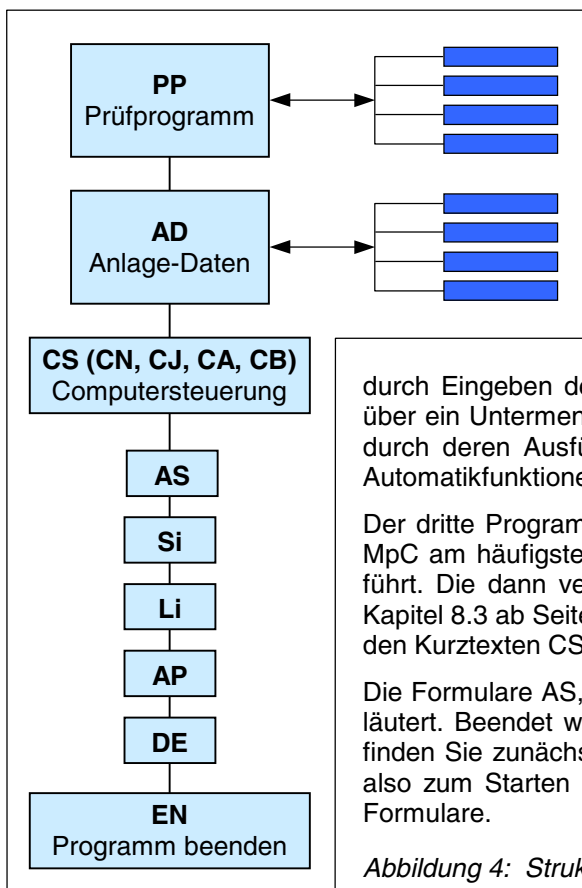 PP
Prüfprogramm
AD
Anlage-Daten
CS (CN, CJ, CA, CB)
Computersteuerung
AS
Si
Li
AP
DE
EN
Programm beenden
durch Eingeben de
über ein Untermen
durch deren Ausfü
Automatikfunktione
Der dritte Program
MpC am häufigste
führt. Die dann ve
Kapitel 8.3 ab Seite
den Kurztexten CS
Die Formulare AS,
läutert. Beendet w
finden Sie zunächs
also zum Starten
Formulare.
Abbildung 4: Struk